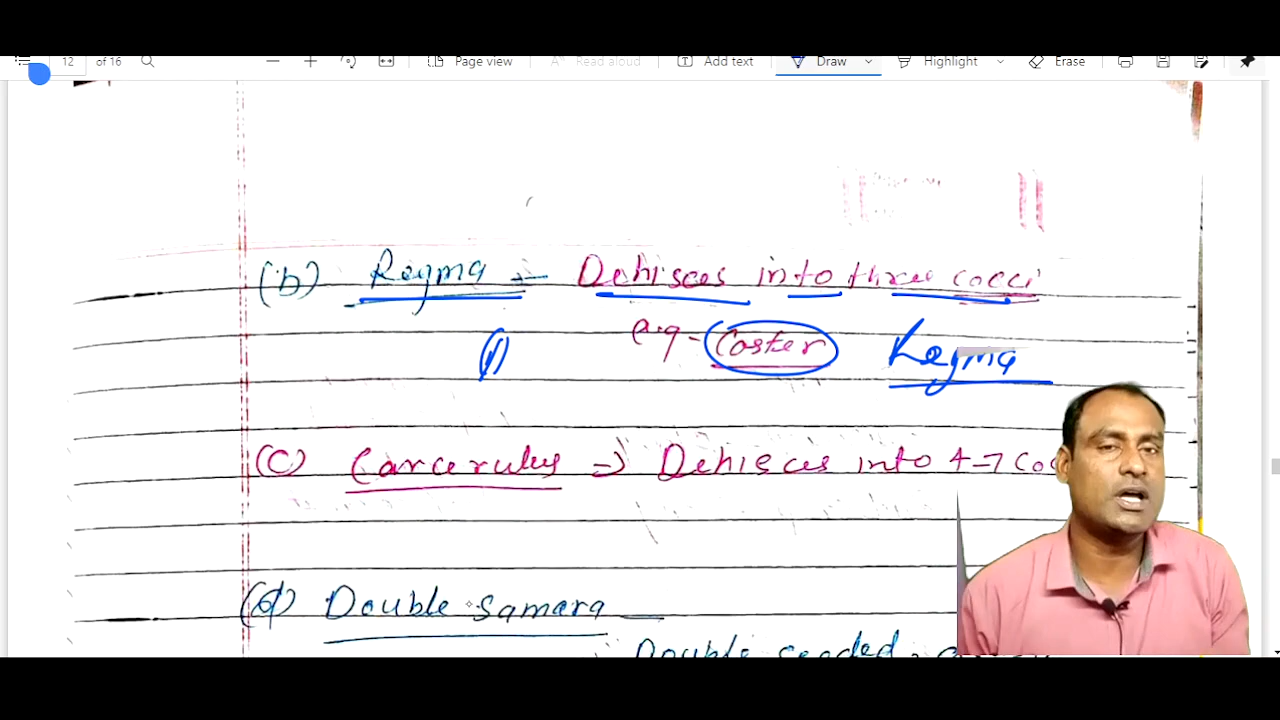 12 of 16 Page view Read aloud Add text Draw Highlight Erase
(b) Regma - Dehisces into three cocci
e.g - Caster Regma
(c) Carcerulus => Dehisces into 4-7 Co
(d) Double samara
Double seeded,